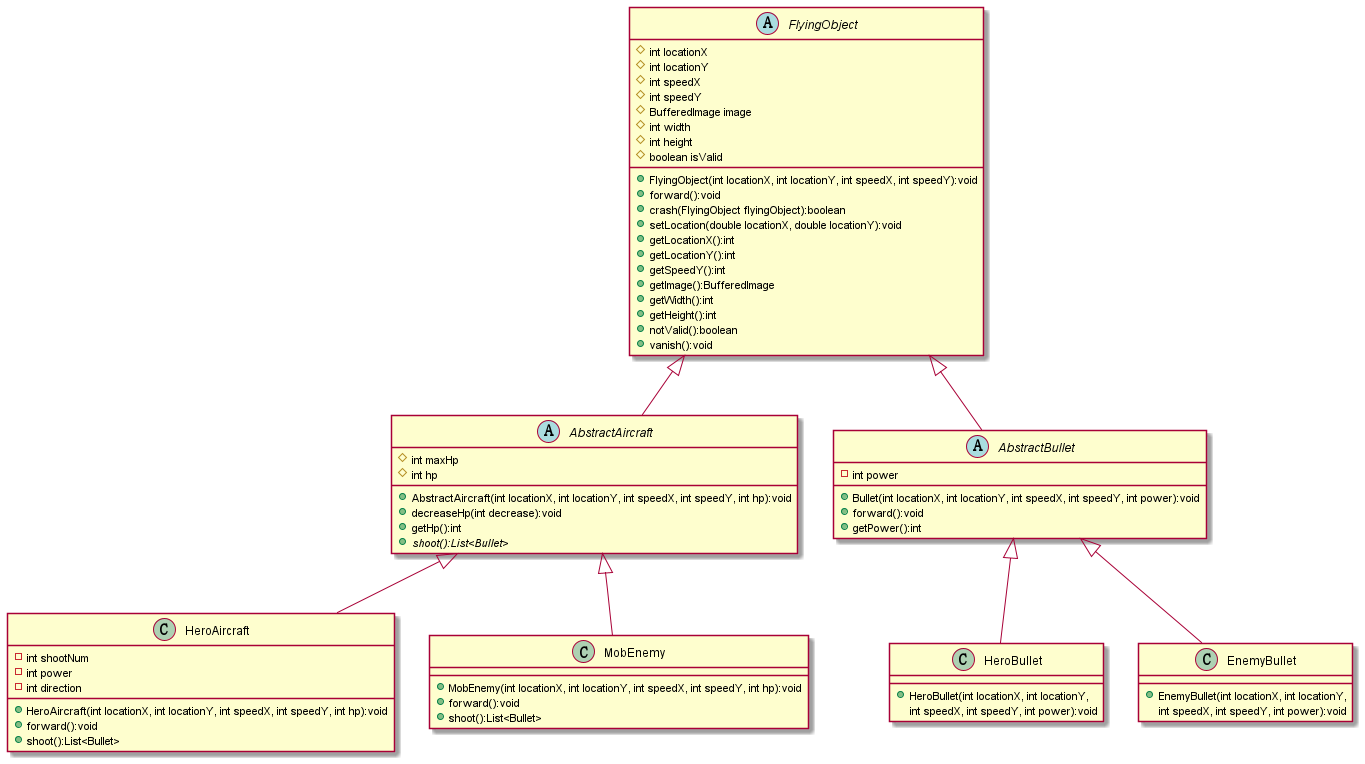 A FlyingObject
int locationX
int locationY
int speedX
int speedY
BufferedImage image
int width
int height
boolean isValid
FlyingObject(int locationX, int locationY, int speedX, int speedY):void
forward():void
crash(FlyingObject flyingObject):boolean
setLocation(double locationX, double locationY):void
getLocationX():int
getLocationY():int
getSpeedY():int
getImage():BufferedImage
getWidth():int
getHeight():int
notValid():boolean
vanish():void
A AbstractAircraft
int maxHp
int hp
AbstractAircraft(int locationX, int locationY, int speedX, int speedY, int hp):void
decreaseHp(int decrease):void
getHp():int
shoot():List<Bullet>
A AbstractBullet
int power
Bullet(int locationX, int locationY, int speedX, int speedY, int power):void
forward():void
getPower():int
C HeroAircraft
int shootNum
int power
int direction
HeroAircraft(int locationX, int locationY, int speedX, int speedY, int hp):void
forward():void
shoot():List<Bullet>
C MobEnemy
MobEnemy(int locationX, int locationY, int speedX, int speedY, int hp):void
forward():void
shoot():List<Bullet>
C HeroBullet
HeroBullet(int locationX, int locationY,
int speedX, int speedY, int power):void
C EnemyBullet
EnemyBullet(int locationX, int locationY,
int speedX, int speedY, int power):void